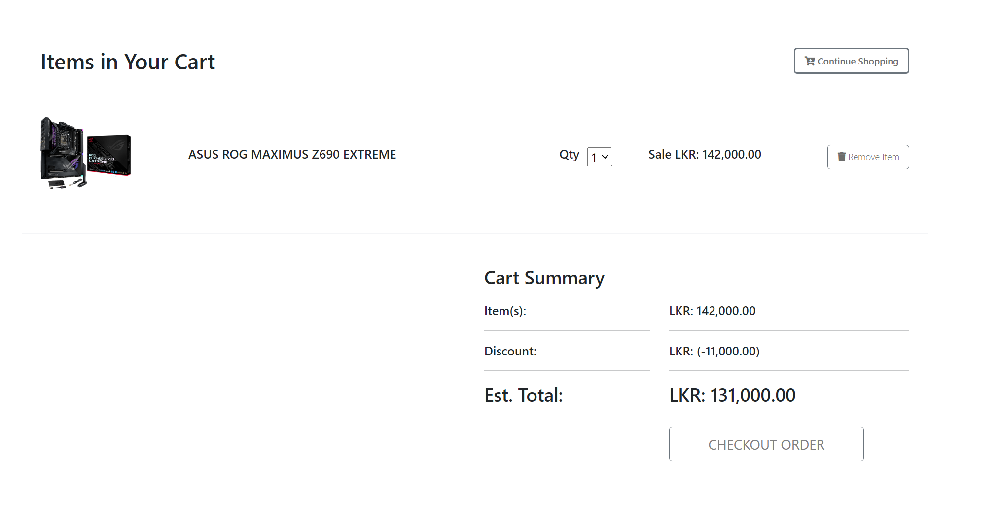 Items in Your Cart
Continue Shopping
ROG
MAXIMUS Z690
EXTREME
ASUS ROG MAXIMUS Z690 EXTREME
Qty
1
Sale LKR: 142,000.00
Remove Item
Cart Summary
Item(s):
LKR: 142,000.00
Discount:
LKR: (-11,000.00)
Est. Total:
LKR: 131,000.00
CHECKOUT ORDER